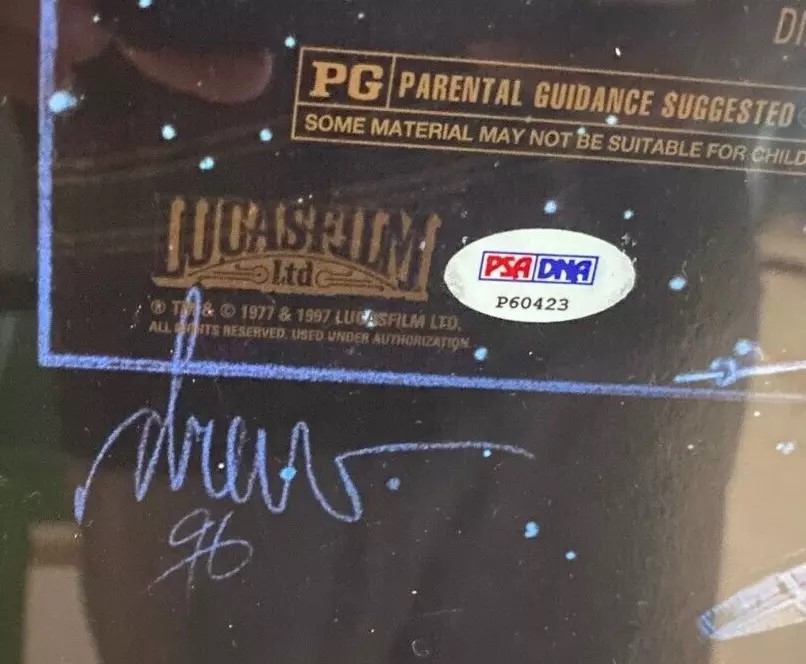 DI
PG PARENTAL GUIDANCE SUGGESTED
SOME MATERIAL MAY NOT BE SUITABLE FOR CHILD
LUCASFILM
Ltd
PSA DNA
P60423
® TM & © 1977 & 1997 LUCASFILM LTD.
ALL RIGHTS RESERVED. USED UNDER AUTHORIZATION.
drew
96